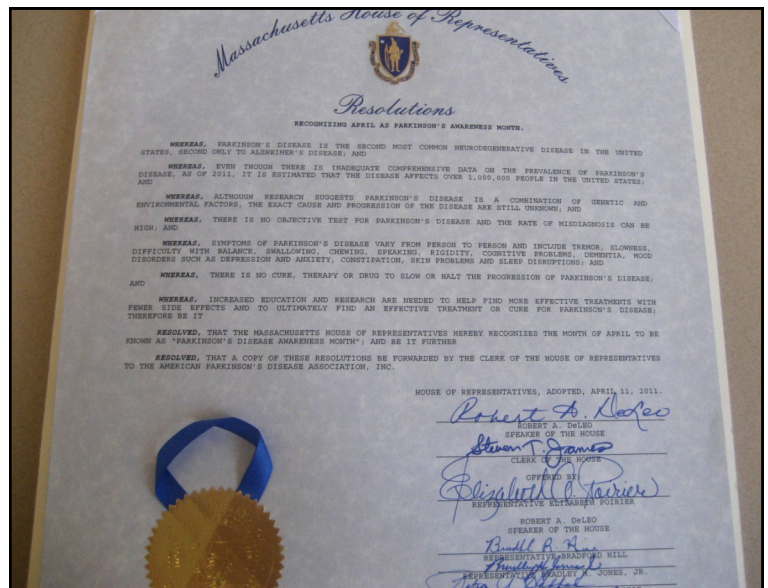 Massachusetts House of Representatives
Resolutions
RECOGNIZING APRIL AS PARKINSON'S AWARENESS MONTH.
WHEREAS, PARKINSON'S DISEASE IS THE SECOND MOST COMMON NEURODEGENERATIVE DISEASE IN THE UNITED
STATES, SECOND ONLY TO ALZHEIMER'S DISEASE; AND
WHEREAS, EVEN THOUGH THERE IS INADEQUATE COMPREHENSIVE DATA ON THE PREVALENCE OF PARKINSON'S
DISEASE, AS OF 2011, IT IS ESTIMATED THAT THE DISEASE AFFECTS OVER 1,000,000 PEOPLE IN THE UNITED STATES;
AND
WHEREAS, ALTHOUGH RESEARCH SUGGESTS PARKINSON'S DISEASE IS A COMBINATION OF GENETIC AND
ENVIRONMENTAL FACTORS, THE EXACT CAUSE AND PROGRESSION OF THE DISEASE ARE STILL UNKNOWN; AND
WHEREAS, THERE IS NO OBJECTIVE TEST FOR PARKINSON'S DISEASE AND THE RATE OF MISDIAGNOSIS CAN BE
HIGH; AND
WHEREAS, SYMPTOMS OF PARKINSON'S DISEASE VARY FROM PERSON TO PERSON AND INCLUDE TREMOR, SLOWNESS,
DIFFICULTY WITH BALANCE, SWALLOWING, CHEWING, SPEAKING, RIGIDITY, COGNITIVE PROBLEMS, DEMENTIA, MOOD
DISORDERS SUCH AS DEPRESSION AND ANXIETY, CONSTIPATION, SKIN PROBLEMS AND SLEEP DISRUPTIONS; AND
WHEREAS, THERE IS NO CURE, THERAPY OR DRUG TO SLOW OR HALT THE PROGRESSION OF PARKINSON'S DISEASE;
AND
WHEREAS, INCREASED EDUCATION AND RESEARCH ARE NEEDED TO HELP FIND MORE EFFECTIVE TREATMENTS WITH
FEWER SIDE EFFECTS AND TO ULTIMATELY FIND AN EFFECTIVE TREATMENT OR CURE FOR PARKINSON'S DISEASE;
THEREFORE BE IT
RESOLVED, THAT THE MASSACHUSETTS HOUSE OF REPRESENTATIVES HEREBY RECOGNIZES THE MONTH OF APRIL TO BE
KNOWN AS "PARKINSON'S DISEASE AWARENESS MONTH"; AND BE IT FURTHER
RESOLVED, THAT A COPY OF THESE RESOLUTIONS BE FORWARDED BY THE CLERK OF THE HOUSE OF REPRESENTATIVES
TO THE AMERICAN PARKINSON'S DISEASE ASSOCIATION, INC.
HOUSE OF REPRESENTATIVES, ADOPTED, APRIL 11, 2011.
Robert A. DeLeo
ROBERT A. DeLEO
SPEAKER OF THE HOUSE
Steven T. James
CLERK OF THE HOUSE
OFFERED BY:
Elizabeth A. Poirier
REPRESENTATIVE ELIZABETH POIRIER
ROBERT A. DeLEO
SPEAKER OF THE HOUSE
REPRESENTATIVE BRADFORD HILL
REPRESENTATIVE BRADLEY H. JONES, JR.